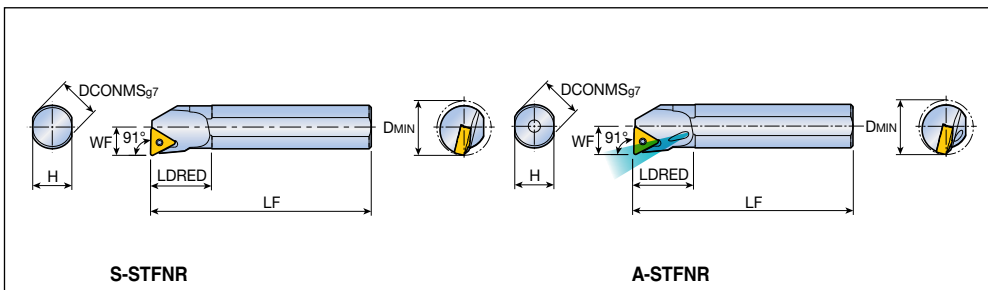 DCONMSg7
WF
91°
H
LDRED
LF
DMIN
S-STFNR
DCONMSg7
WF
91°
H
LDRED
LF
DMIN
A-STFNR